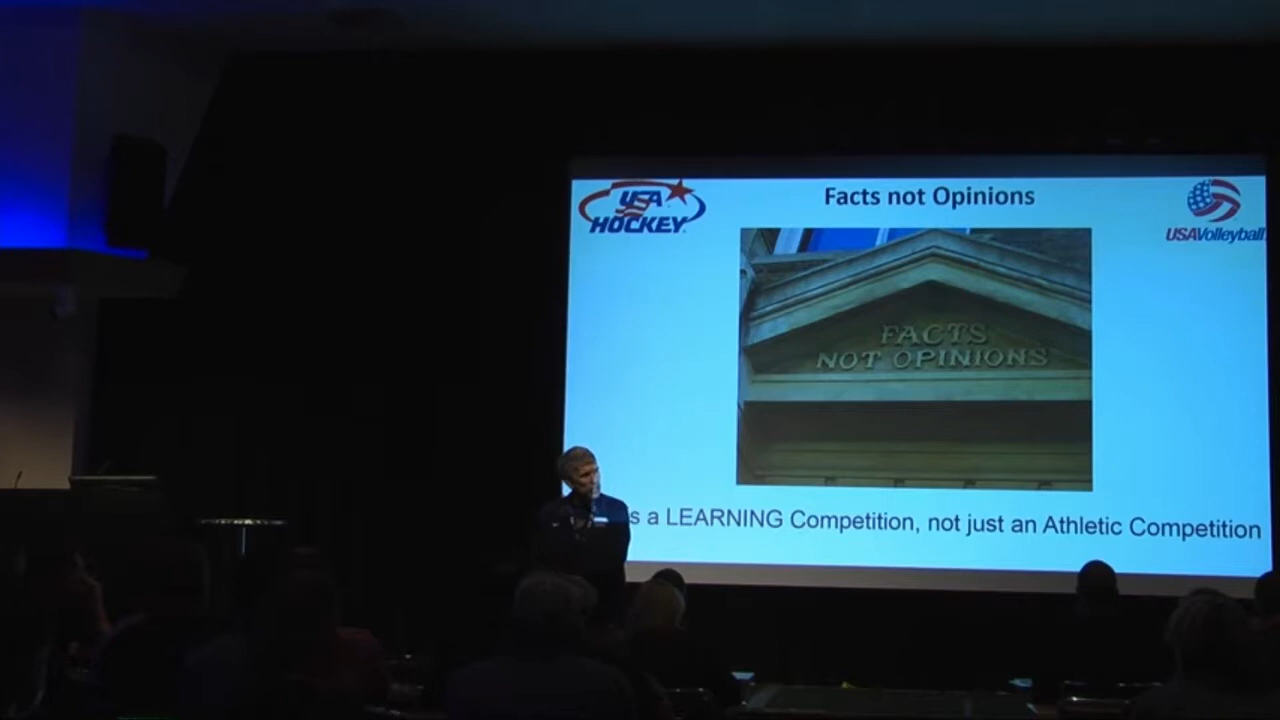 USA
HOCKEY
Facts not Opinions
USAVolleyball
FACTS
NOT OPINIONS
s a LEARNING Competition, not just an Athletic Competition